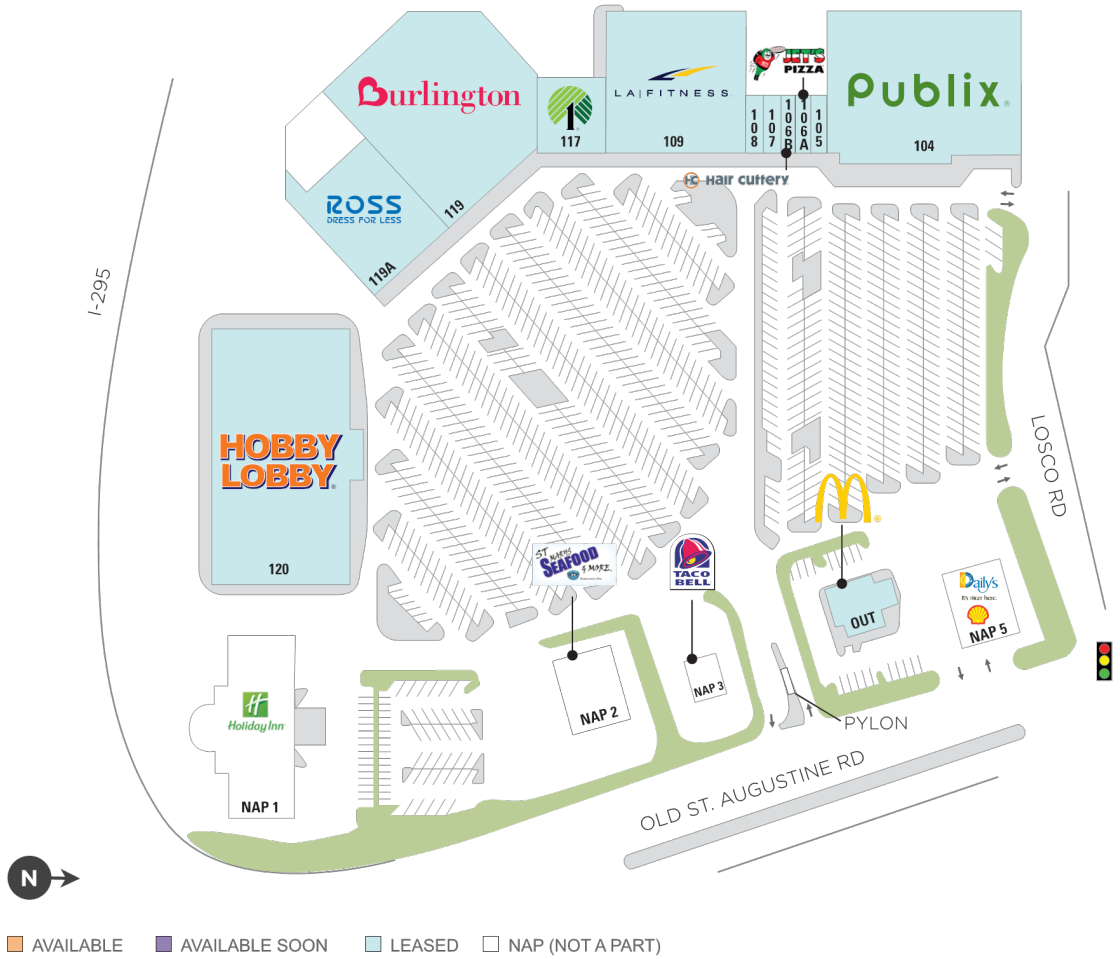 Burlington
119
ROSS
DRESS FOR LESS
119A
1
117
LA|FITNESS.
109
JET'S
PIZZA
108
107
106B
106A
105
Publix
104
HC Hair cuttery
I-295
HOBBY
LOBBY
120
LOSCO RD
ST MARYS
SEAFOOD
& MORE
NAP 2
TACO
BELL
NAP 3
M
OUT
Daily's
It's nicer here.
NAP 5
PYLON
H
Holiday Inn
NAP 1
OLD ST. AUGUSTINE RD
N
AVAILABLE
AVAILABLE SOON
LEASED
NAP (NOT A PART)